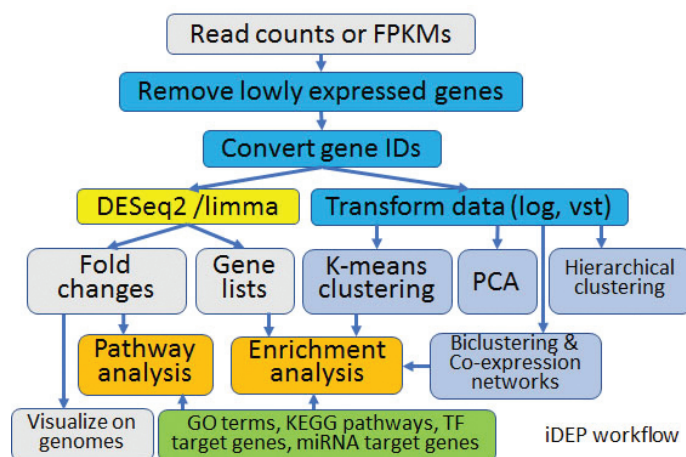 Read counts or FPKMs
Remove lowly expressed genes
Convert gene IDs
DESeq2 /limma
Transform data (log, vst)
Fold
changes
Gene
lists
K-means
clustering
PCA
Hierarchical
clustering
Pathway
analysis
Enrichment
analysis
Biclustering &
Co-expression
networks
Visualize on
genomes
GO terms, KEGG pathways, TF
target genes, miRNA target genes
iDEP workflow